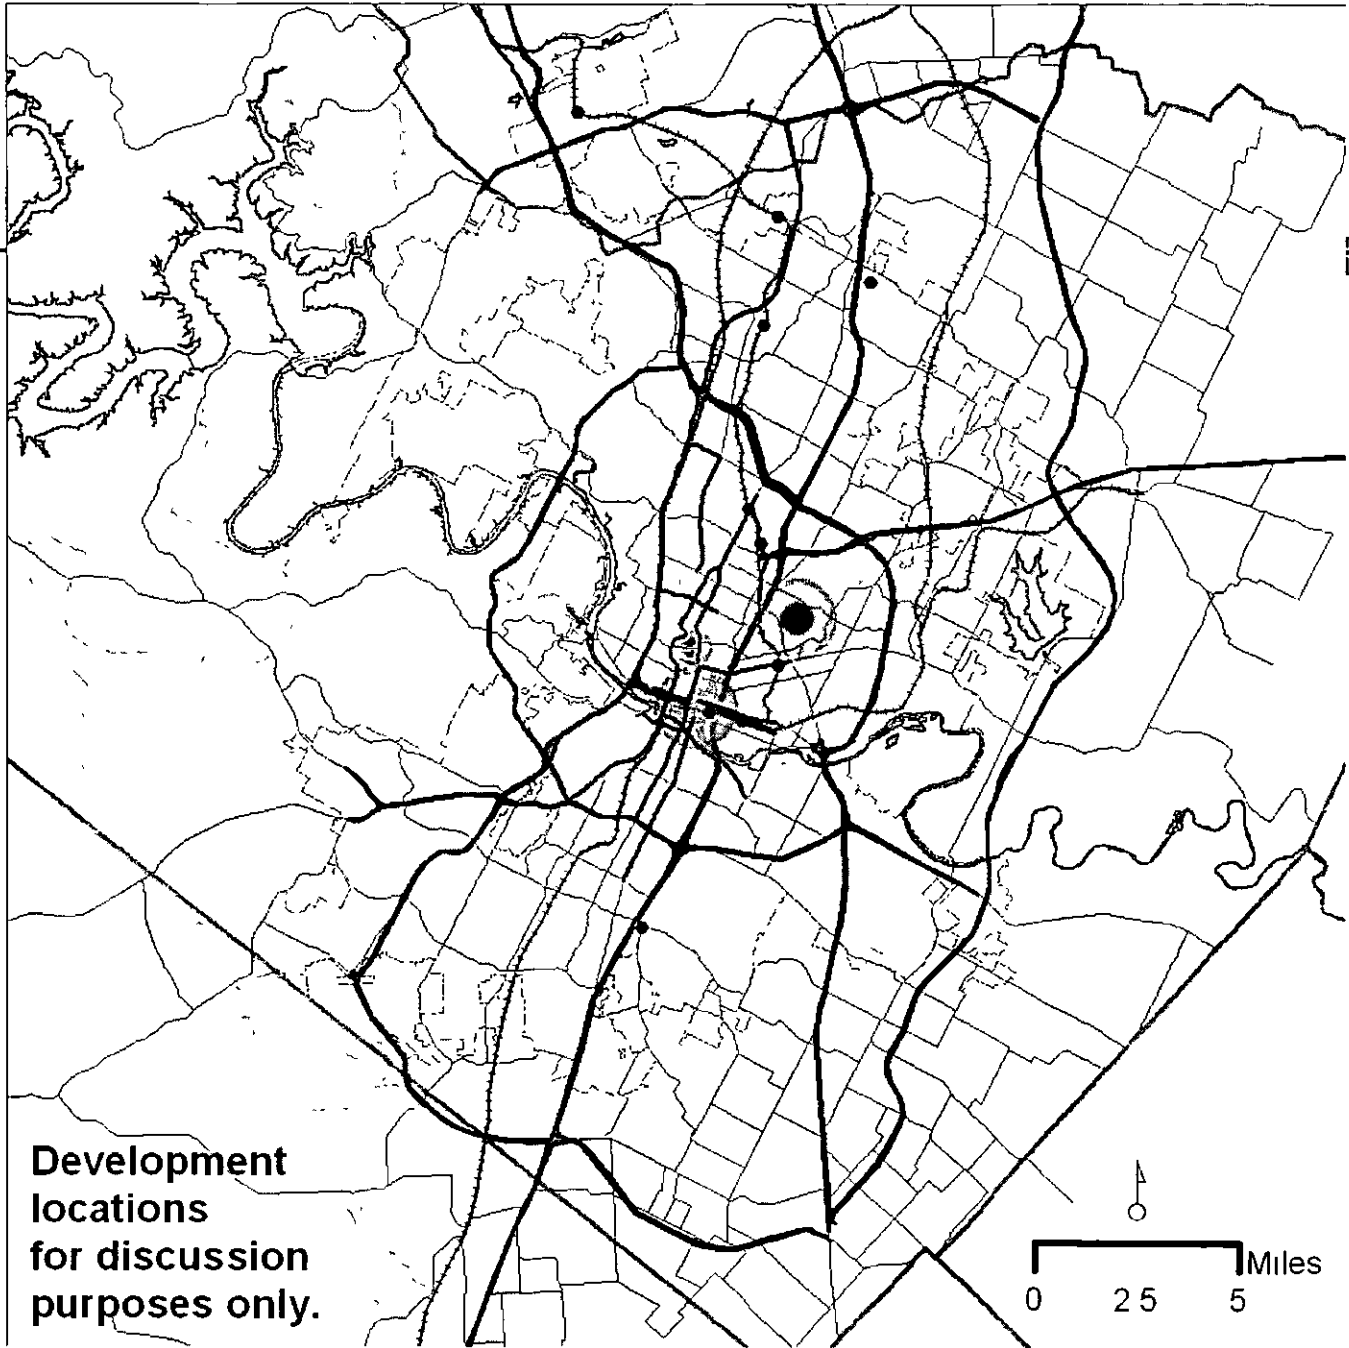 Development
locations
for discussion
purposes only.
Miles
0 2 5 5